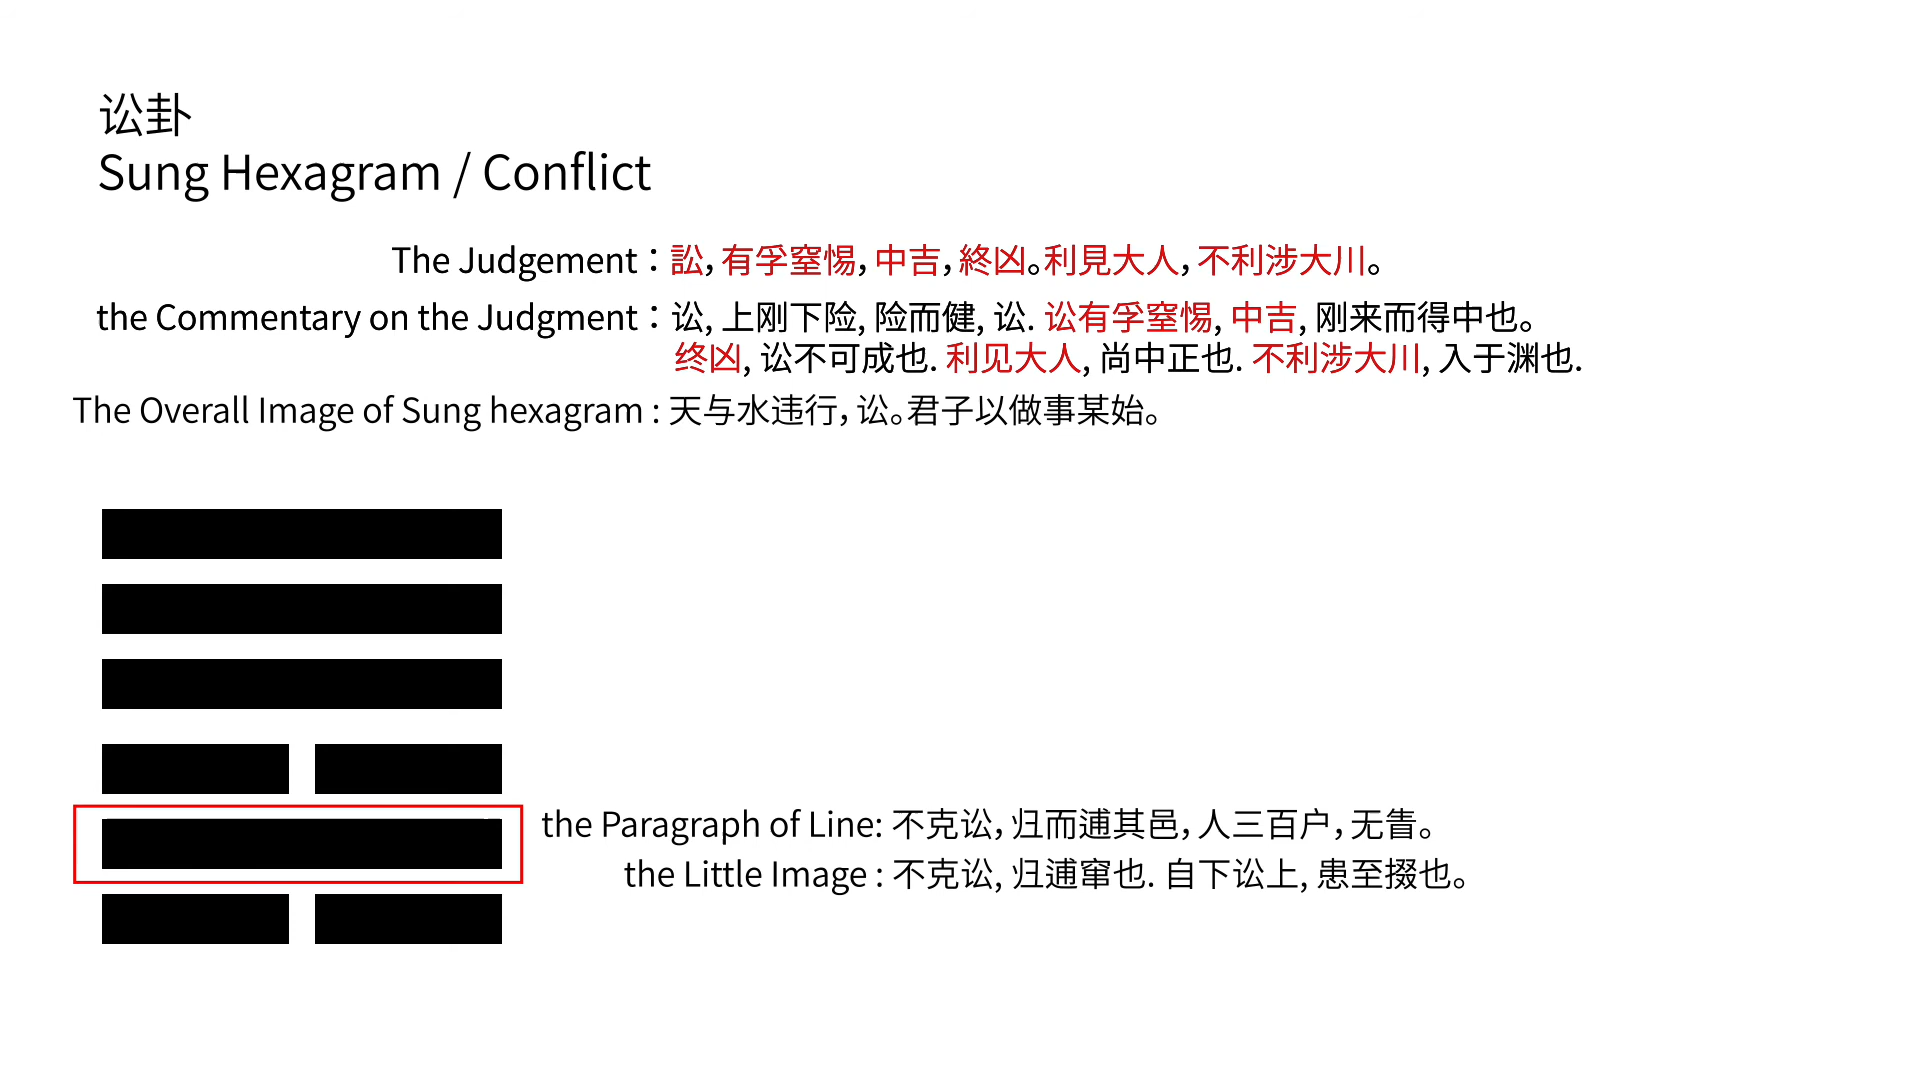 讼卦
Sung Hexagram / Conflict
The Judgement：訟，有孚窒惕，中吉，終凶。利見大人，不利涉大川。
the Commentary on the Judgment：讼, 上刚下险, 险而健, 讼. 讼有孚窒惕, 中吉, 刚来而得中也。
终凶, 讼不可成也. 利见大人, 尚中正也. 不利涉大川, 入于渊也.
The Overall Image of Sung hexagram : 天与水违行，讼。君子以做事某始。
the Paragraph of Line: 不克讼，归而逋其邑，人三百户，无眚。
the Little Image : 不克讼, 归逋窜也. 自下讼上, 患至掇也。